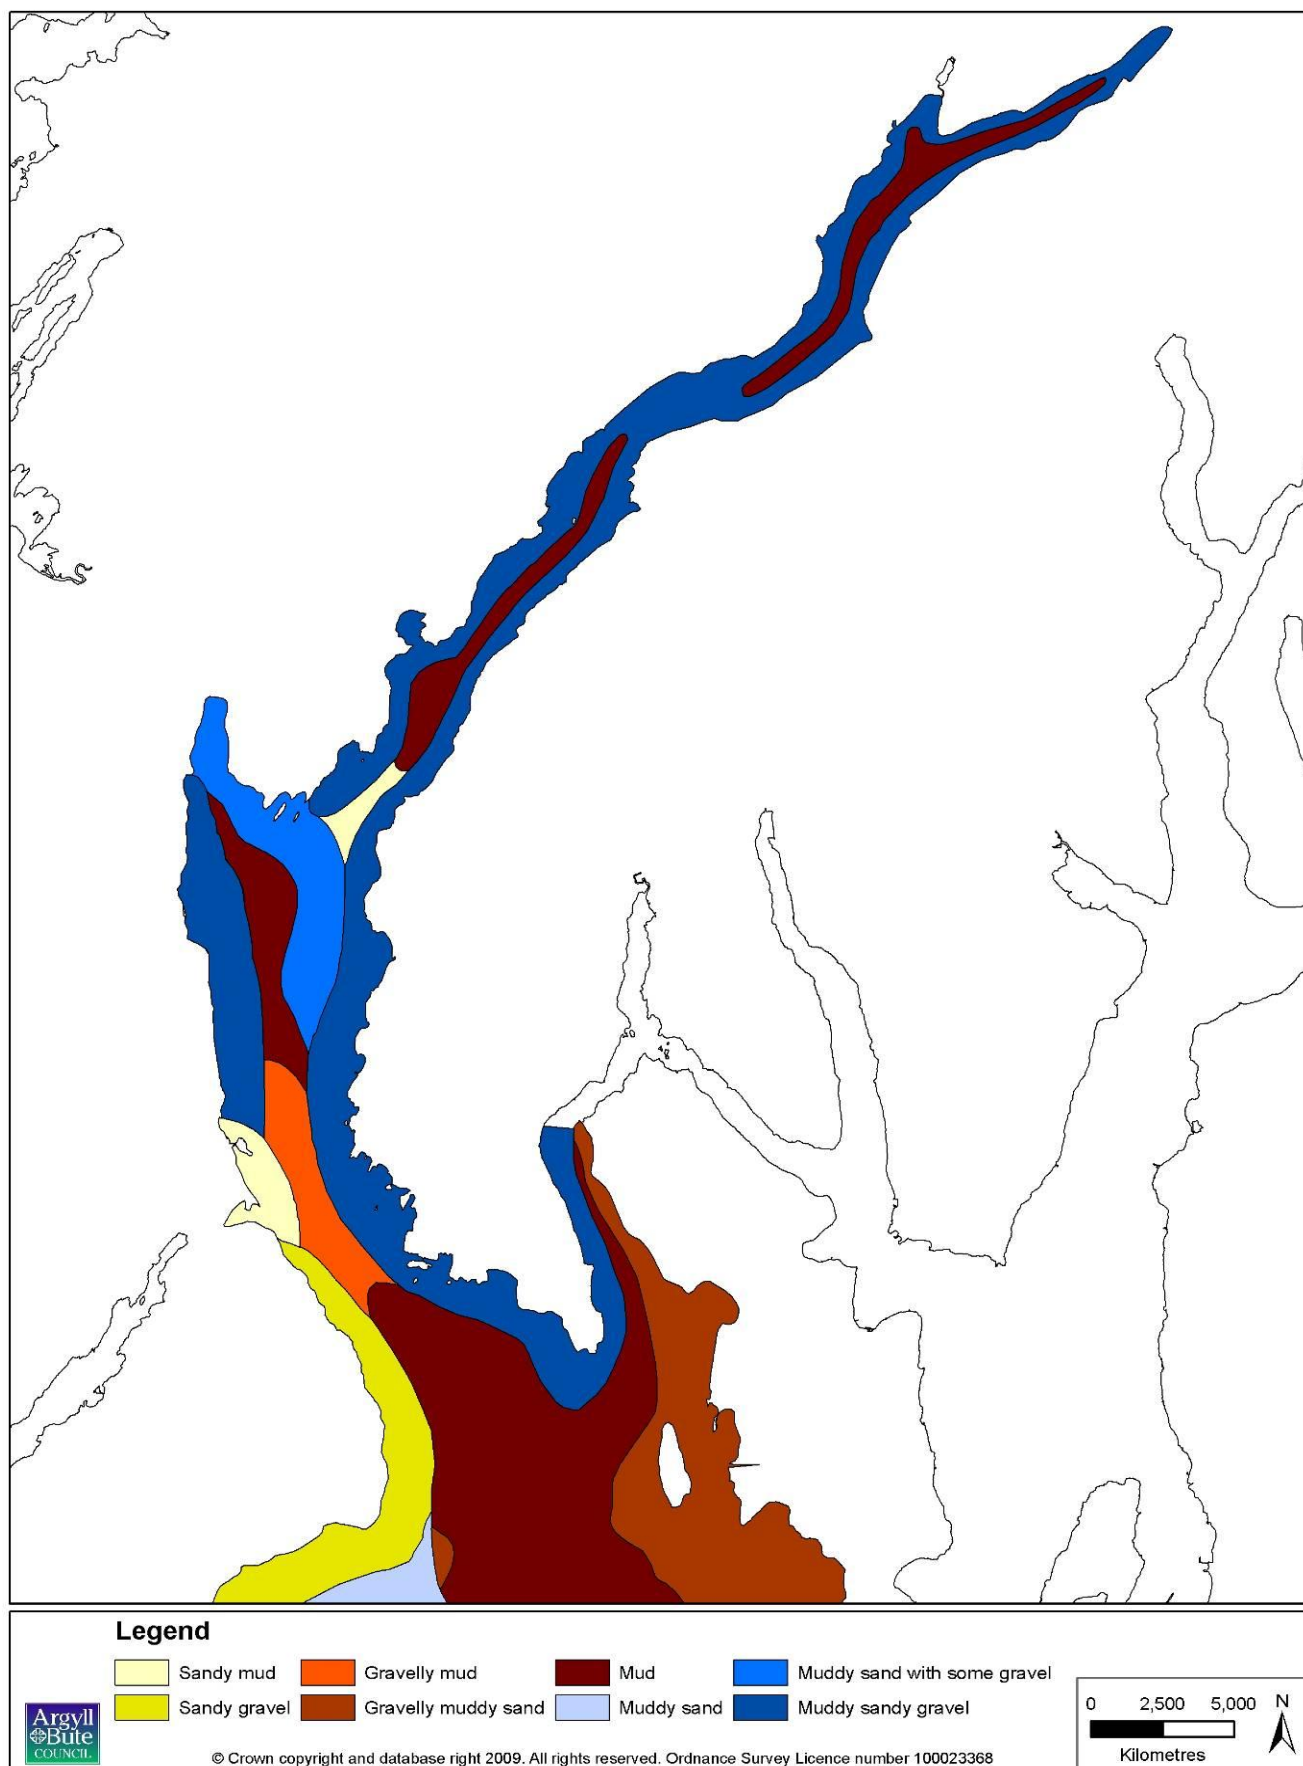 Legend
Sandy mud
Gravelly mud
Mud
Muddy sand with some gravel
Sandy gravel
Gravelly muddy sand
Muddy sand
Muddy sandy gravel
Argyll
&Bute
COUNCIL
© Crown copyright and database right 2009. All rights reserved. Ordnance Survey Licence number 100023368
0 2,500 5,000
Kilometres
N